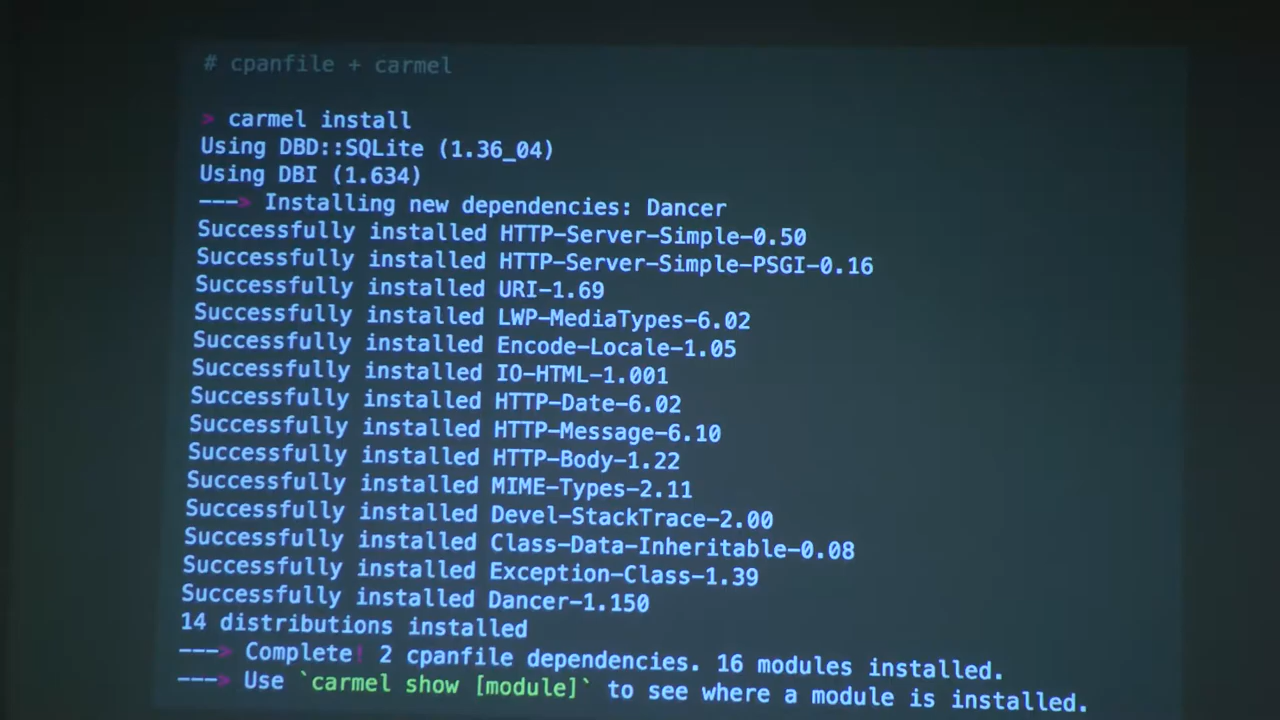 # cpanfile + carmel
> carmel install
Using DBD::SQLite (1.36_04)
Using DBI (1.634)
---> Installing new dependencies: Dancer
Successfully installed HTTP-Server-Simple-0.50
Successfully installed HTTP-Server-Simple-PSGI-0.16
Successfully installed URI-1.69
Successfully installed LWP-MediaTypes-6.02
Successfully installed Encode-Locale-1.05
Successfully installed IO-HTML-1.001
Successfully installed HTTP-Date-6.02
Successfully installed HTTP-Message-6.10
Successfully installed HTTP-Body-1.22
Successfully installed MIME-Types-2.11
Successfully installed Devel-StackTrace-2.00
Successfully installed Class-Data-Inheritable-0.08
Successfully installed Exception-Class-1.39
Successfully installed Dancer-1.150
14 distributions installed
---> Complete! 2 cpanfile dependencies. 16 modules installed.
---> Use `carmel show [module]` to see where a module is installed.